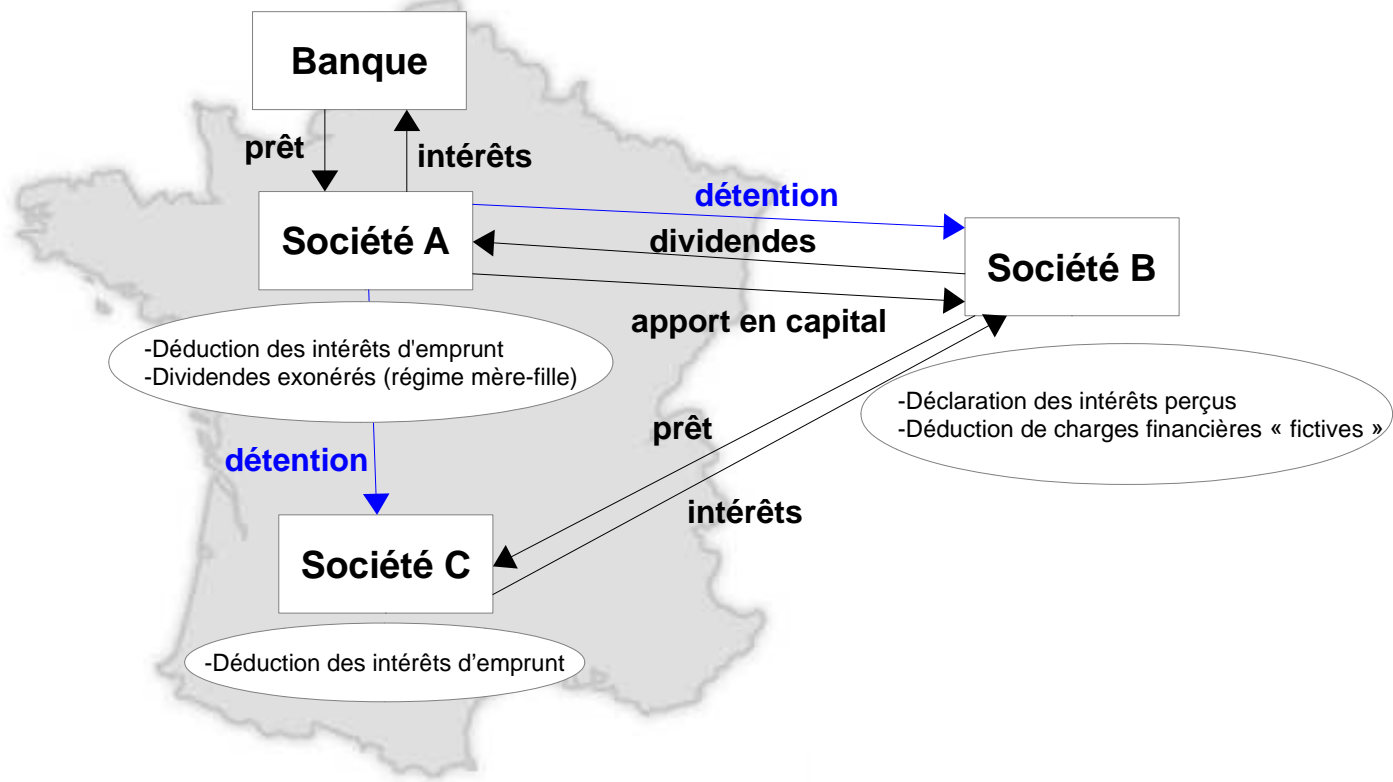 Banque
prêt
intérêts
détention
Société A
dividendes
Société B
apport en capital
-Déduction des intérêts d'emprunt
-Dividendes exonérés (régime mère-fille)
-Déclaration des intérêts perçus
-Déduction de charges financières « fictives »
prêt
détention
intérêts
Société C
-Déduction des intérêts d’emprunt